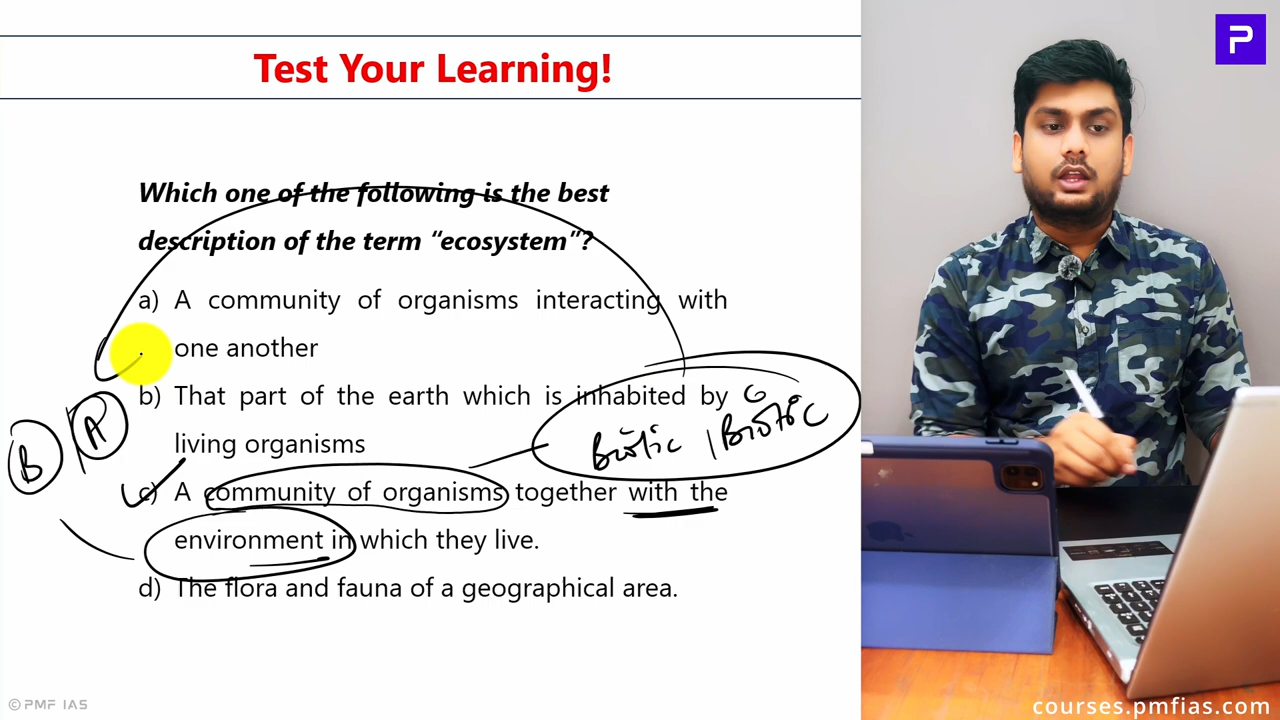 P
Test Your Learning!
Which one of the following is the best
description of the term “ecosystem”?
a) A community of organisms interacting with
one another
b) That part of the earth which is inhabited by
living organisms
c) A community of organisms together with the
environment in which they live.
d) The flora and fauna of a geographical area.
B A
Biotic | Biotic
© PMF IAS
courses.pmfias.com